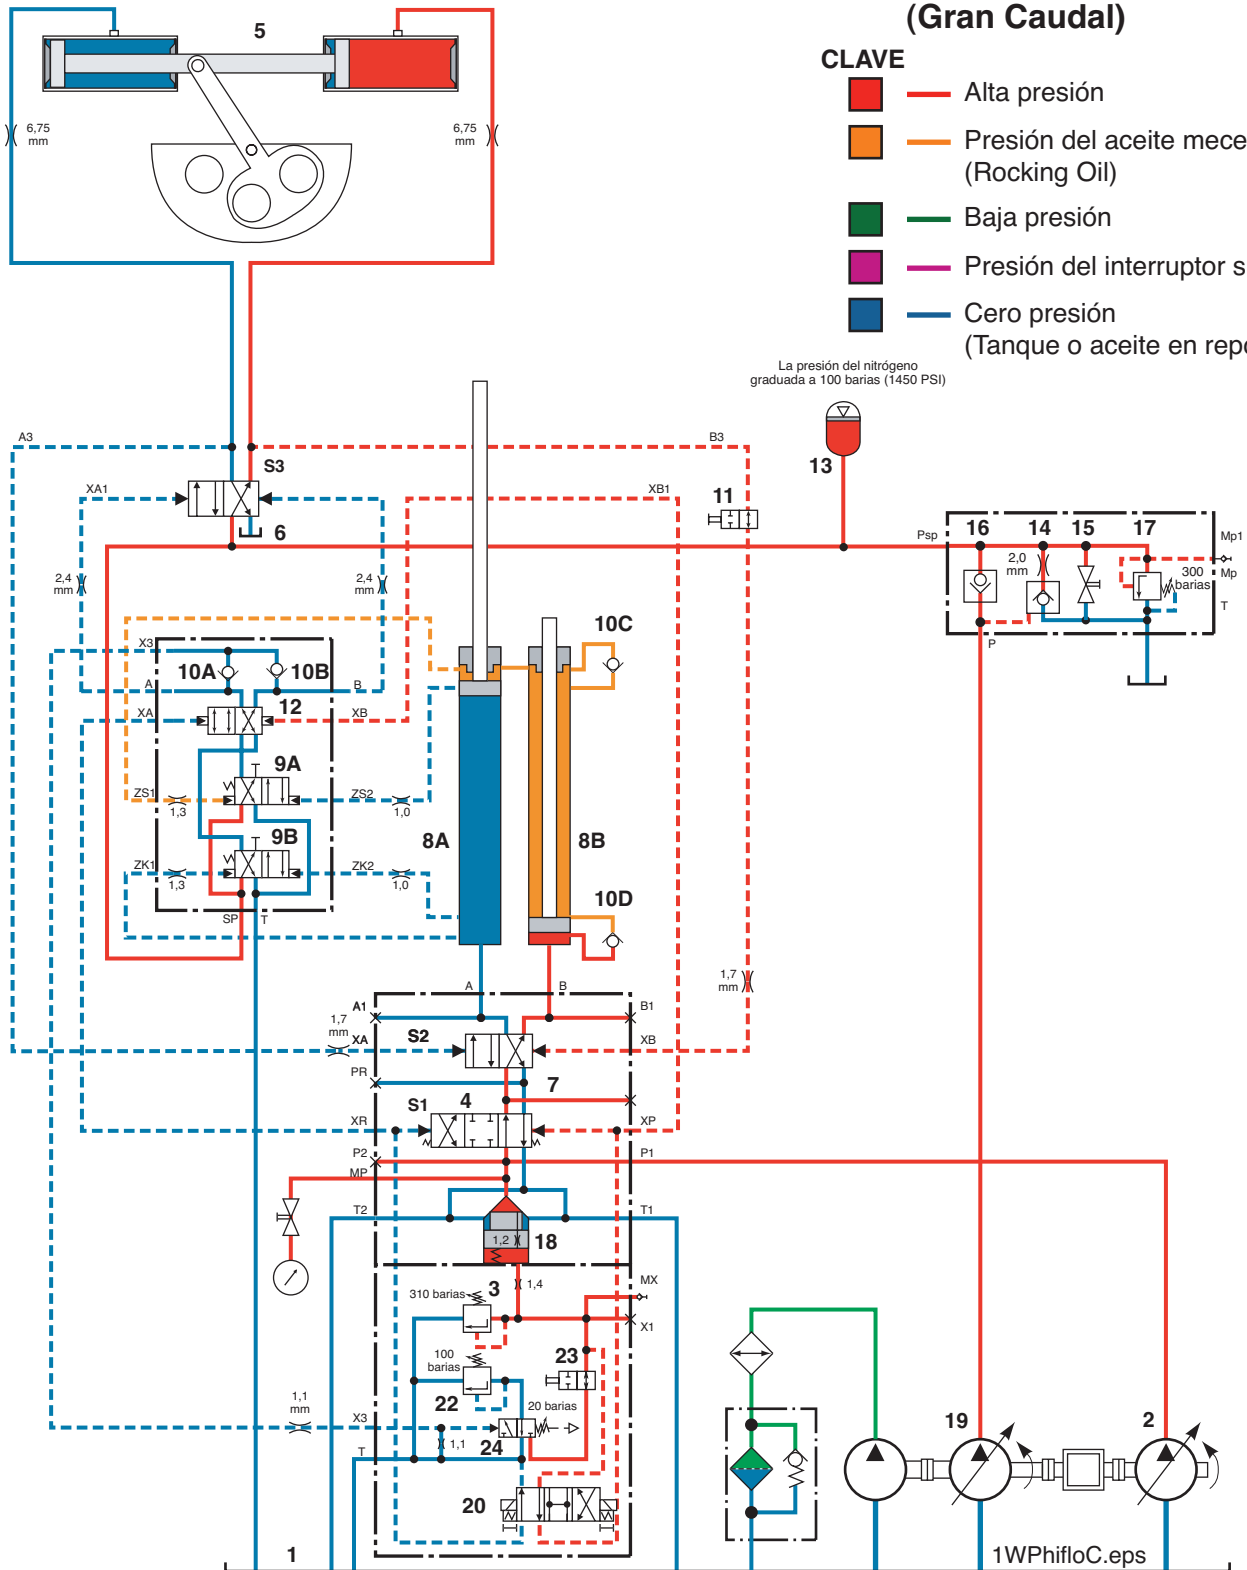 (Gran Caudal)
CLAVE
Alta presión
Presión del aceite mece
(Rocking Oil)
Baja presión
Presión del interruptor s
Cero presión
(Tanque o aceite en repo
5
6,75
mm
6,75
mm
La presión del nitrógeno
graduada a 100 barias (1450 PSI)
A3
S3
B3
13
XA1
XB1
11
6
Psp
16
14
15
17
Mp1
2,0
mm
300
barias
Mp
T
P
2,4
mm
2,4
mm
10C
X3
10A
10B
A
B
12
XA
XB
9A
ZS1
1,3
ZS2
1,0
8A
8B
9B
ZK1
1,3
ZK2
1,0
10D
SP
T
1,7
mm
A
B
A1
B1
1,7
mm
XA
S2
XB
PR
7
4
S1
XR
XP
P2
P1
MP
T2
T1
1,2
18
1,4
MX
310 barias
3
X1
100
barias
23
22
20 barias
1,1
mm
X3
24
1,1
T
19
2
20
1
1WPhifloC.eps